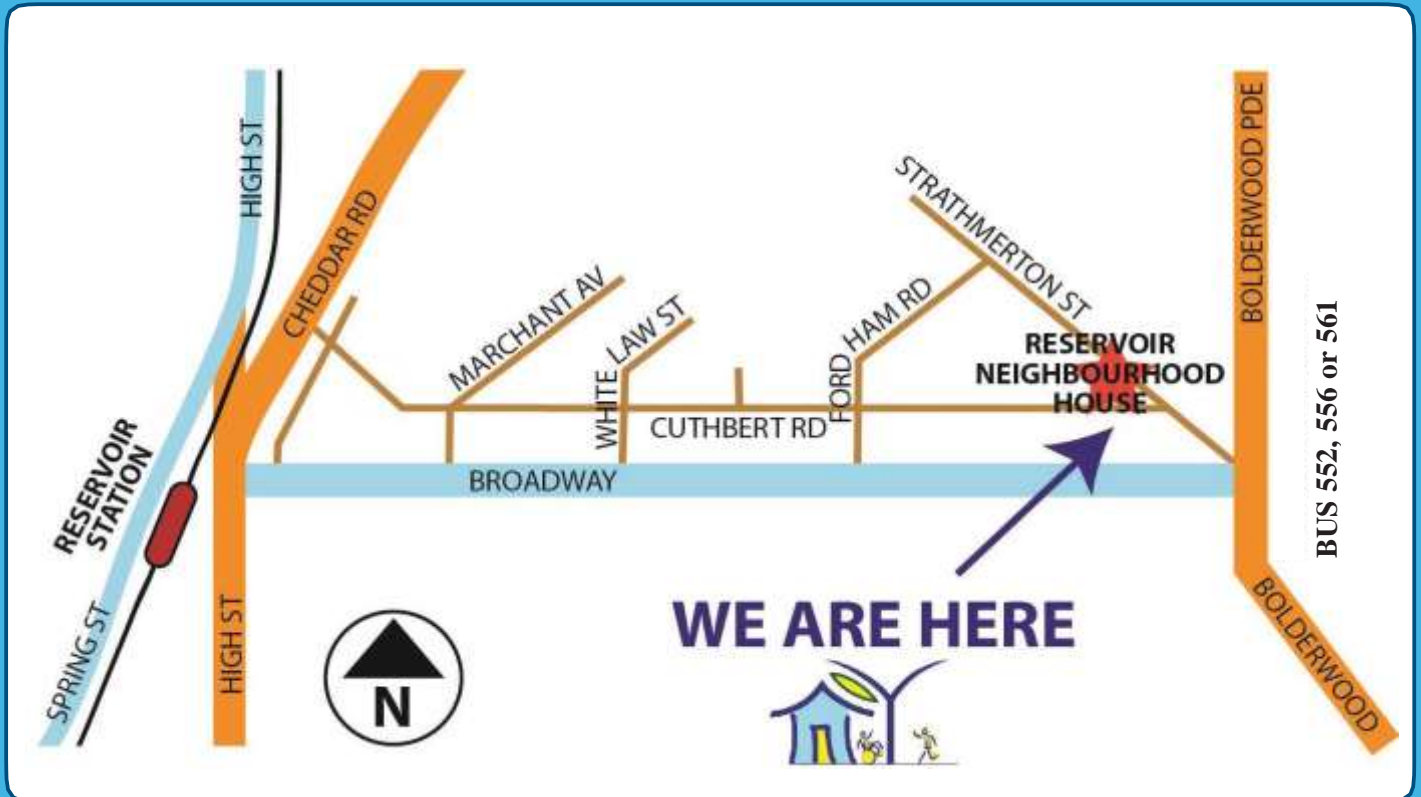 HIGH ST
CHEDDAR RD
MARCHANT AV
WHITE LAW ST
CUTHBERT RD
FORD HAM RD
STRATHMERTON ST
BOLDERWOOD PDE
RESERVOIR
NEIGHBOURHOOD
HOUSE
BUS 552, 556 or 561
RESERVOIR
STATION
BROADWAY
SPRING ST
HIGH ST
N
WE ARE HERE
BOLDERWOOD